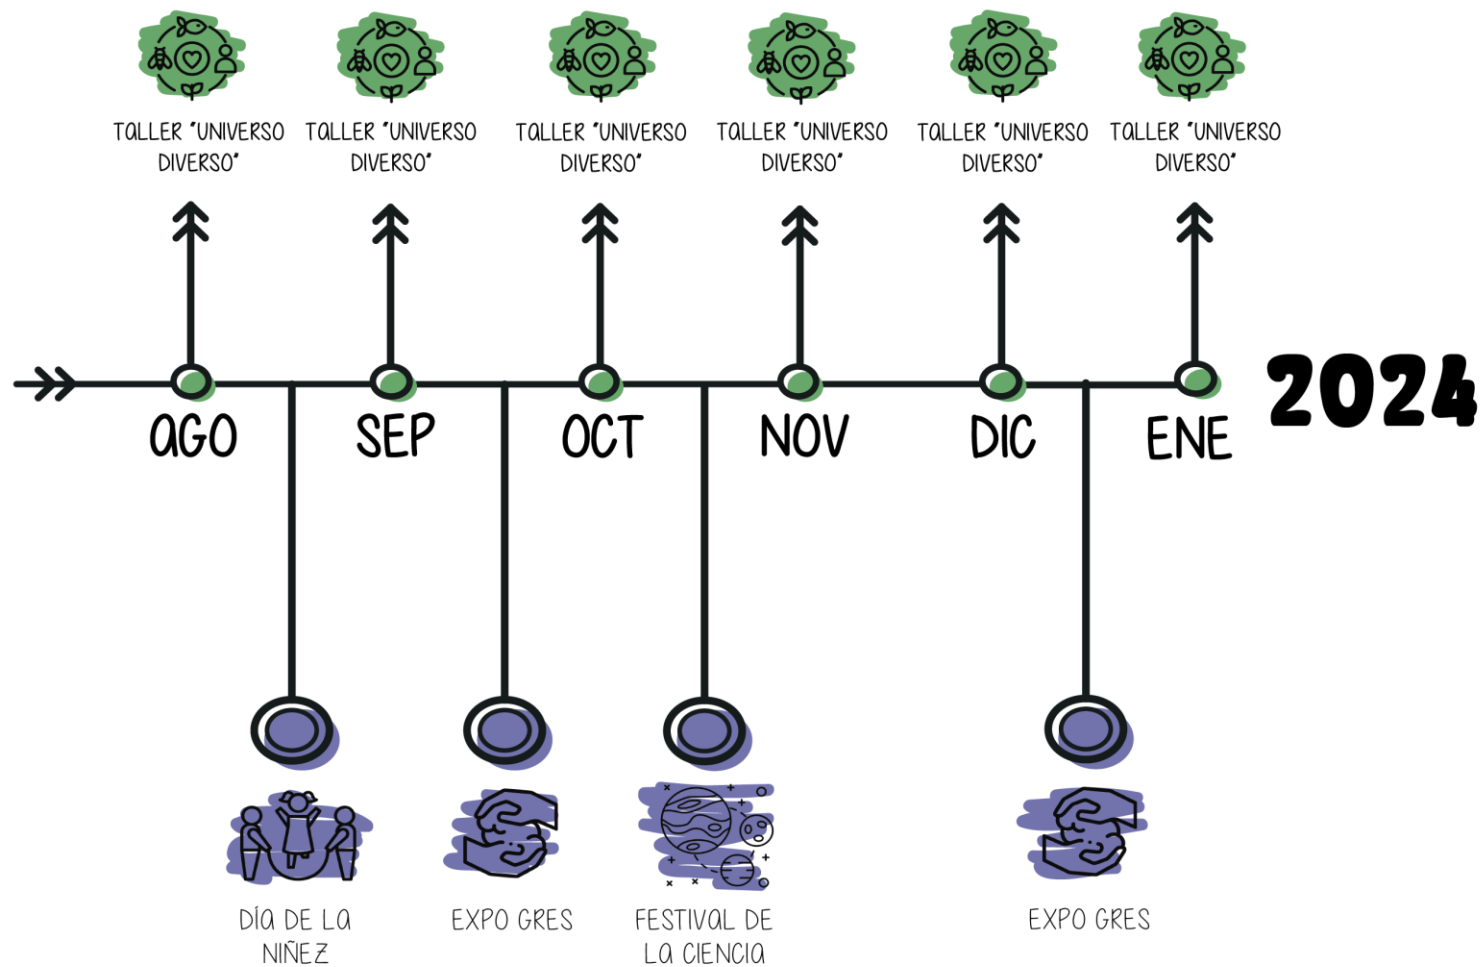 TALLER "UNIVERSO
DIVERSO"
TALLER "UNIVERSO
DIVERSO"
TALLER "UNIVERSO
DIVERSO"
TALLER "UNIVERSO
DIVERSO"
TALLER "UNIVERSO
DIVERSO"
TALLER "UNIVERSO
DIVERSO"
AGO
SEP
OCT
NOV
DIC
ENE
2024
DÍA DE LA
NIÑEZ
EXPO GRES
FESTIVAL DE
LA CIENCIA
EXPO GRES